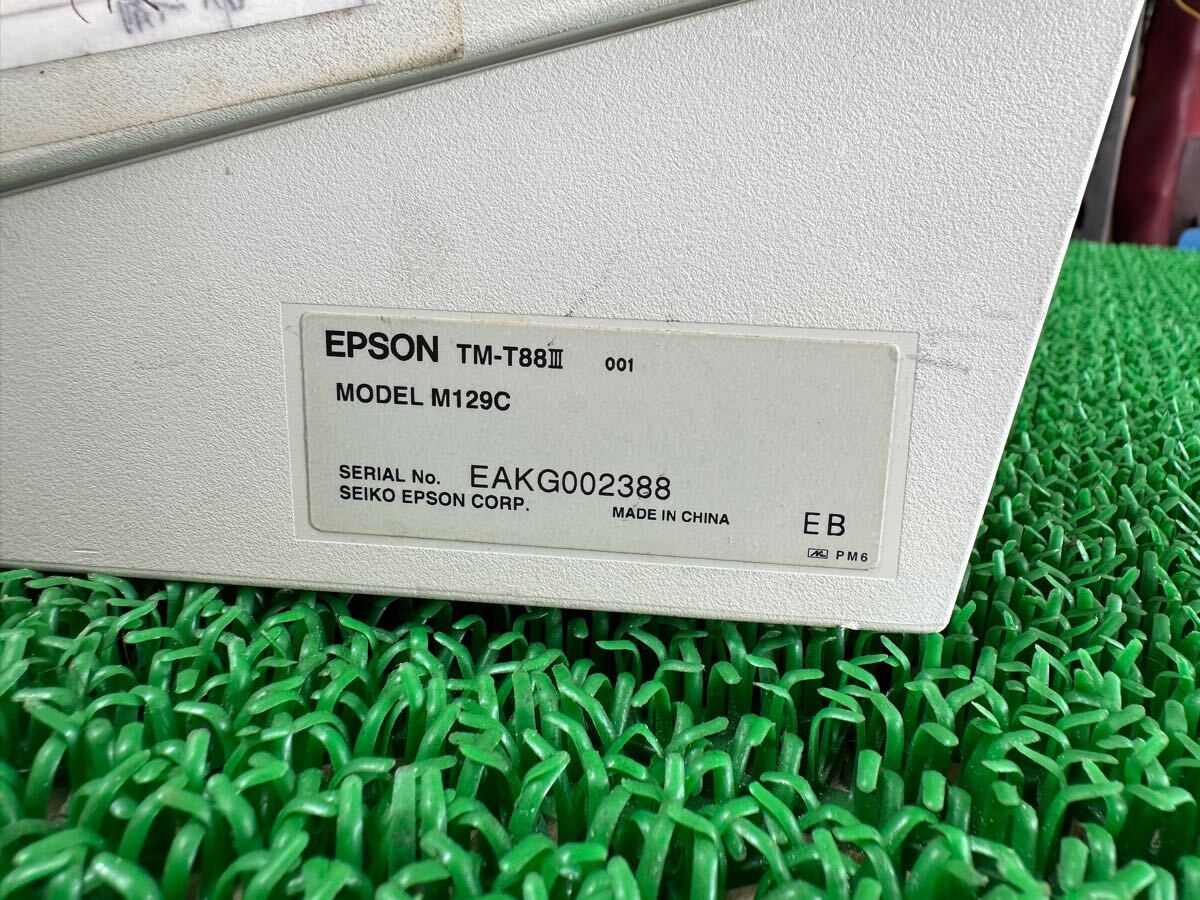 EPSON TM-T88Ⅲ 001
MODEL M129C
SERIAL No. EAKG002388
SEIKO EPSON CORP.
MADE IN CHINA
EB
PM6